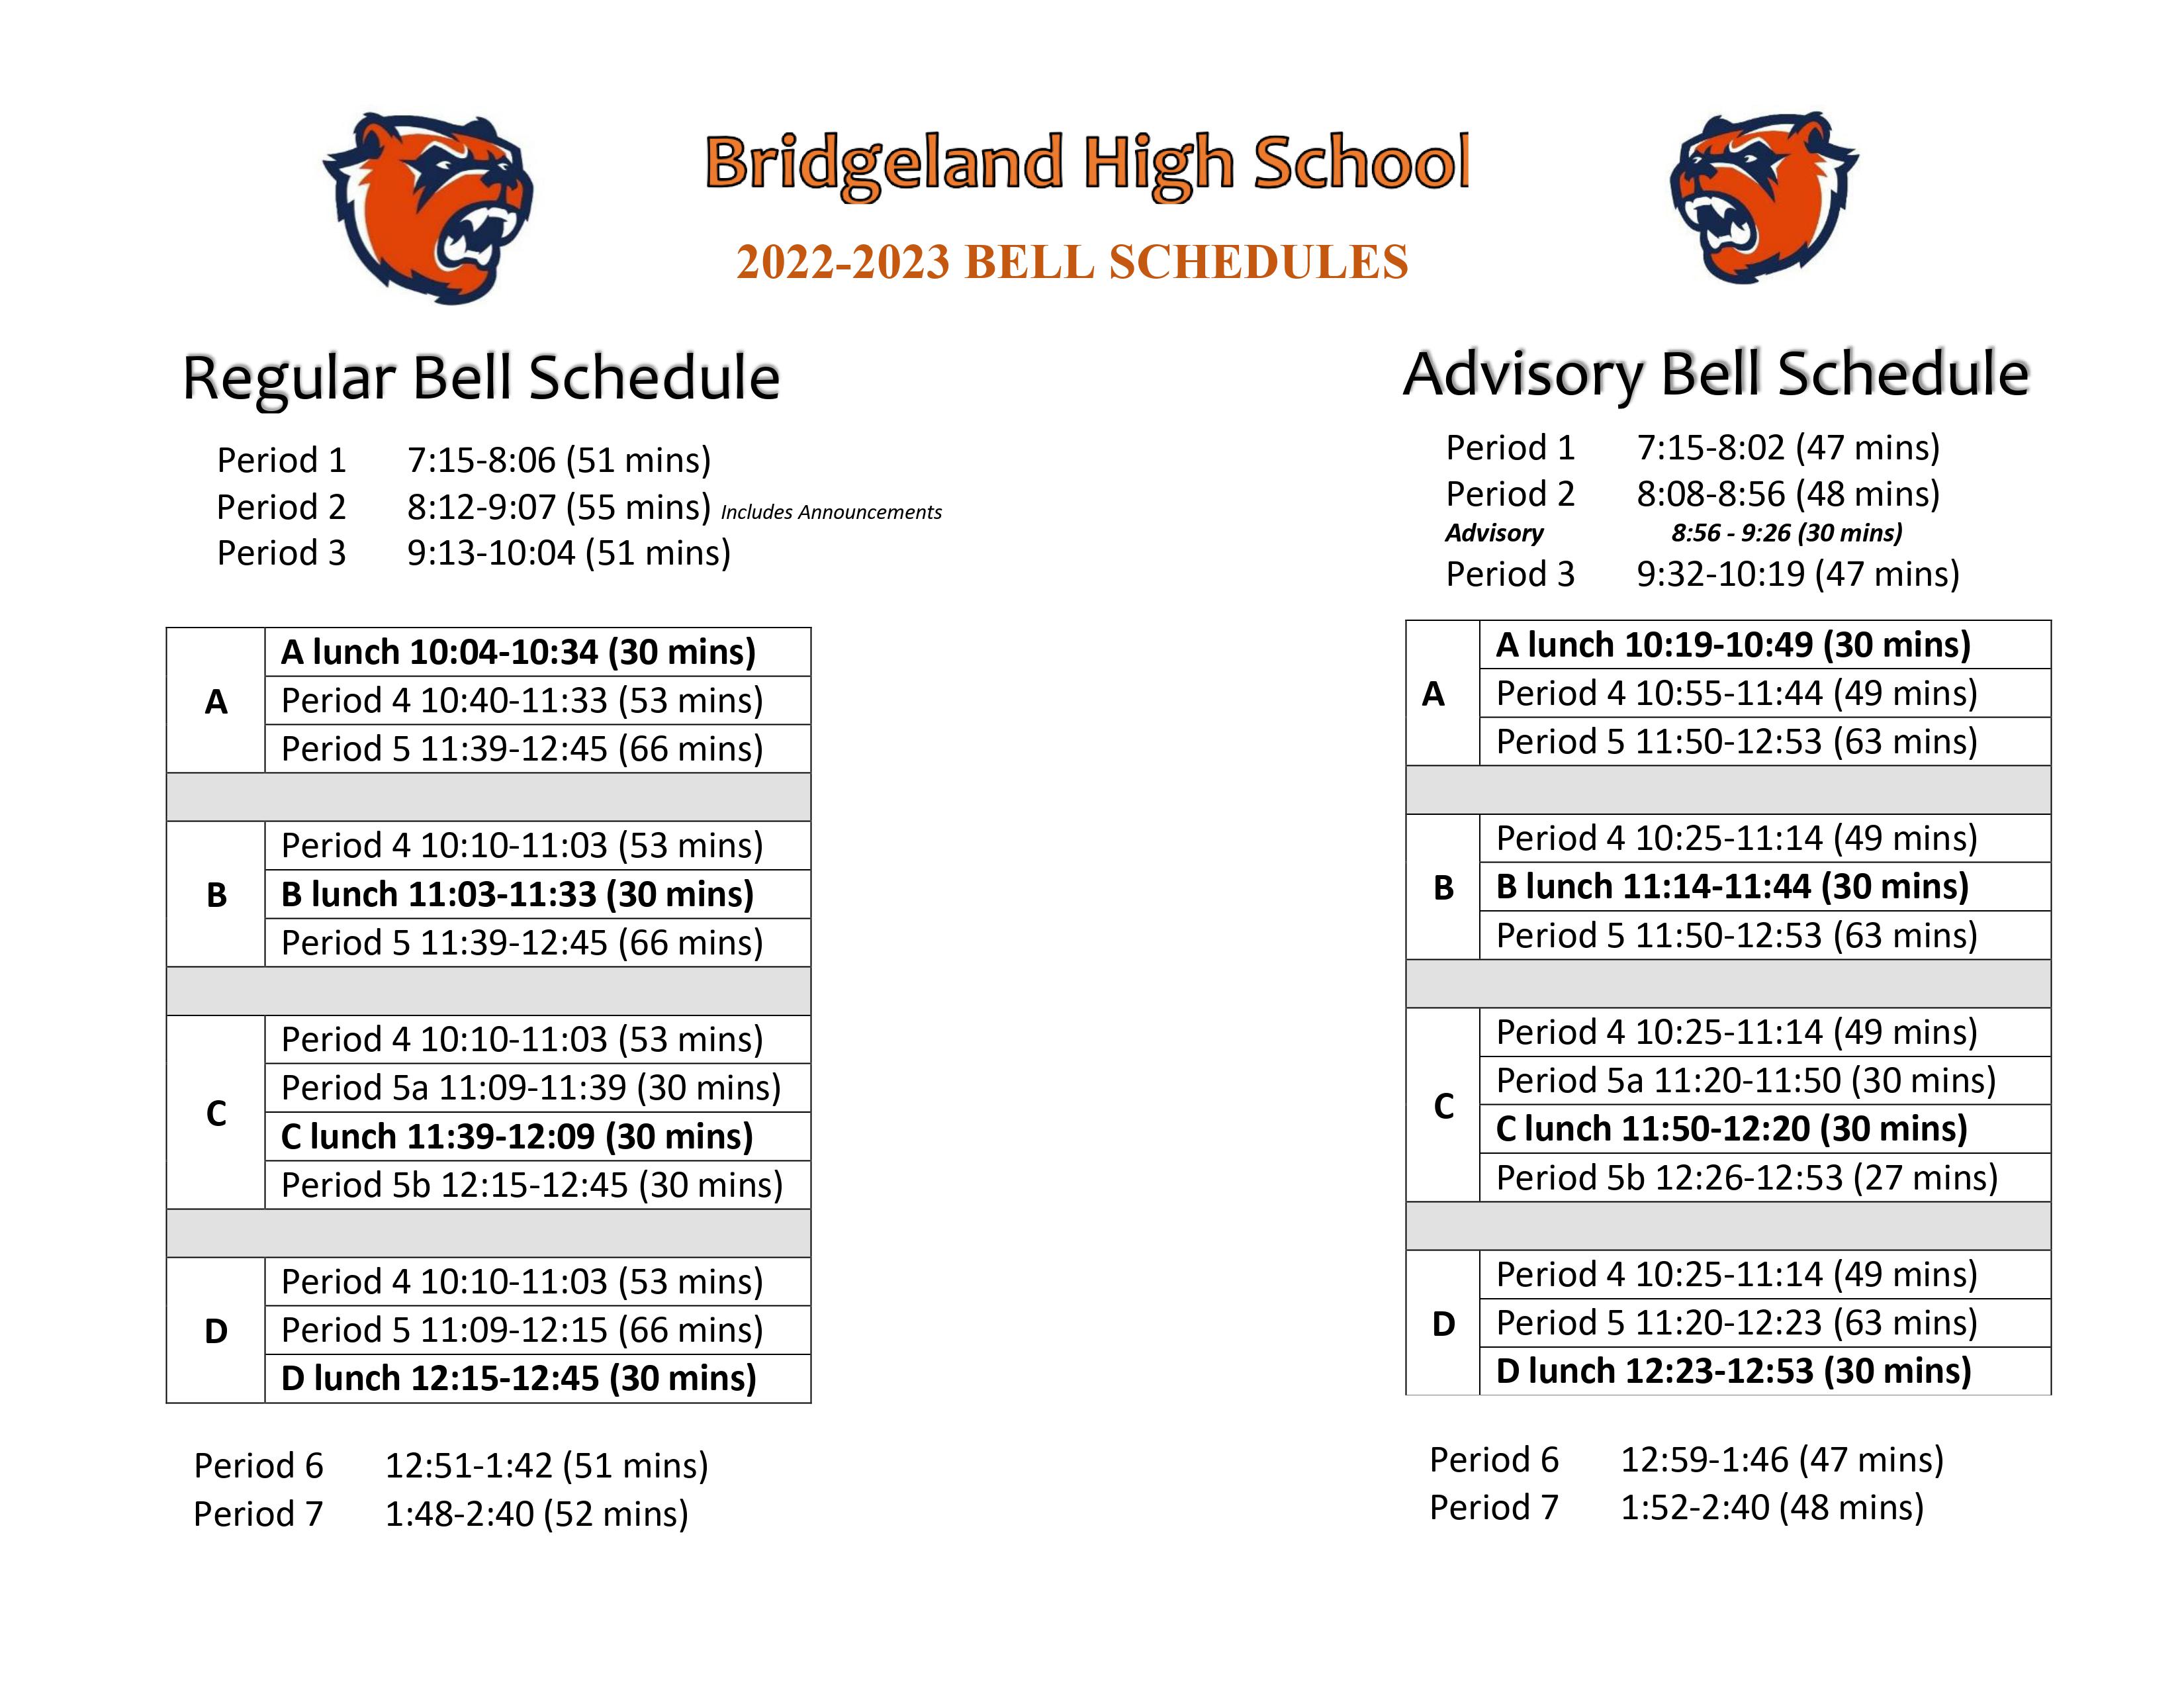 Bridgeland High School
2022-2023 BELL SCHEDULES
Regular Bell Schedule
Period 1 7:15-8:06 (51 mins)
Period 2 8:12-9:07 (55 mins) Includes Announcements
Period 3 9:13-10:04 (51 mins)
A
A lunch 10:04-10:34 (30 mins)
Period 4 10:40-11:33 (53 mins)
Period 5 11:39-12:45 (66 mins)
B
Period 4 10:10-11:03 (53 mins)
B lunch 11:03-11:33 (30 mins)
Period 5 11:39-12:45 (66 mins)
C
Period 4 10:10-11:03 (53 mins)
Period 5a 11:09-11:39 (30 mins)
C lunch 11:39-12:09 (30 mins)
Period 5b 12:15-12:45 (30 mins)
D
Period 4 10:10-11:03 (53 mins)
Period 5 11:09-12:15 (66 mins)
D lunch 12:15-12:45 (30 mins)
Period 6 12:51-1:42 (51 mins)
Period 7 1:48-2:40 (52 mins)
Advisory Bell Schedule
Period 1 7:15-8:02 (47 mins)
Period 2 8:08-8:56 (48 mins)
Advisory 8:56 - 9:26 (30 mins)
Period 3 9:32-10:19 (47 mins)
A
A lunch 10:19-10:49 (30 mins)
Period 4 10:55-11:44 (49 mins)
Period 5 11:50-12:53 (63 mins)
B
Period 4 10:25-11:14 (49 mins)
B lunch 11:14-11:44 (30 mins)
Period 5 11:50-12:53 (63 mins)
C
Period 4 10:25-11:14 (49 mins)
Period 5a 11:20-11:50 (30 mins)
C lunch 11:50-12:20 (30 mins)
Period 5b 12:26-12:53 (27 mins)
D
Period 4 10:25-11:14 (49 mins)
Period 5 11:20-12:23 (63 mins)
D lunch 12:23-12:53 (30 mins)
Period 6 12:59-1:46 (47 mins)
Period 7 1:52-2:40 (48 mins)